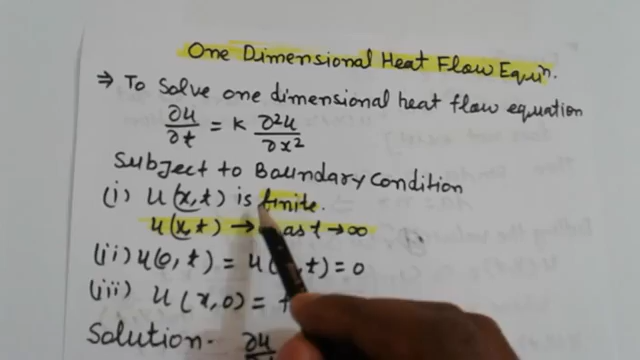 One Dimensional Heat Flow Equⁿ.
⇒ To solve one dimensional heat flow equation
∂u/∂t = K ∂²u/∂x²
Subject to Boundary Condition
(i) u(x,t) is finite.
u(x,t) → as t→∞
(ii) u(0,t) = u( ,t) = 0
(iii) u(x,0) =
Solution. ∂u